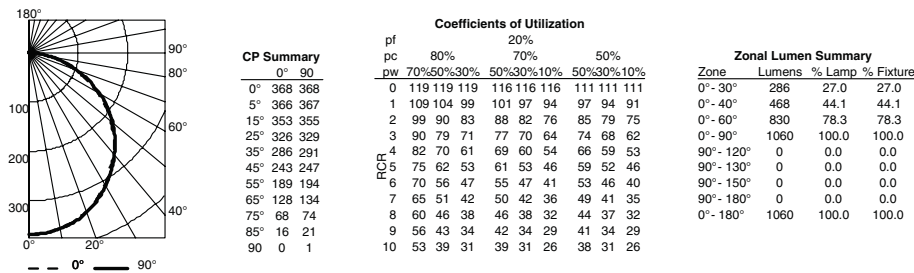 180°
90°
80°
100
60°
200
300
40°
0° 20°
0° 90°
CP Summary
0° 90
0° 368 368
5° 366 367
15° 353 355
25° 326 329
35° 286 291
45° 243 247
55° 189 194
65° 128 134
75° 68 74
85° 16 21
90 0 1
Coefficients of Utilization
pf 20%
pc 80% 70% 50%
pw 70%50%30% 50%30%10% 50%30%10%
RCR
0 119 119 119 116 116 116 111 111 111
1 109 104 99 101 97 94 97 94 91
2 99 90 83 88 82 76 85 79 75
3 90 79 71 77 70 64 74 68 62
4 82 70 61 69 60 54 66 59 53
5 75 62 53 61 53 46 59 52 46
6 70 56 47 55 47 41 53 46 40
7 65 51 42 50 42 36 49 41 35
8 60 46 38 46 38 32 44 37 32
9 56 43 34 42 34 29 41 34 29
10 53 39 31 39 31 26 38 31 26
Zonal Lumen Summary
Zone Lumens % Lamp % Fixture
0°- 30° 286 27.0 27.0
0°- 40° 468 44.1 44.1
0°- 60° 830 78.3 78.3
0°- 90° 1060 100.0 100.0
90°- 120° 0 0.0 0.0
90°- 130° 0 0.0 0.0
90°- 150° 0 0.0 0.0
90°- 180° 0 0.0 0.0
0°- 180° 1060 100.0 100.0